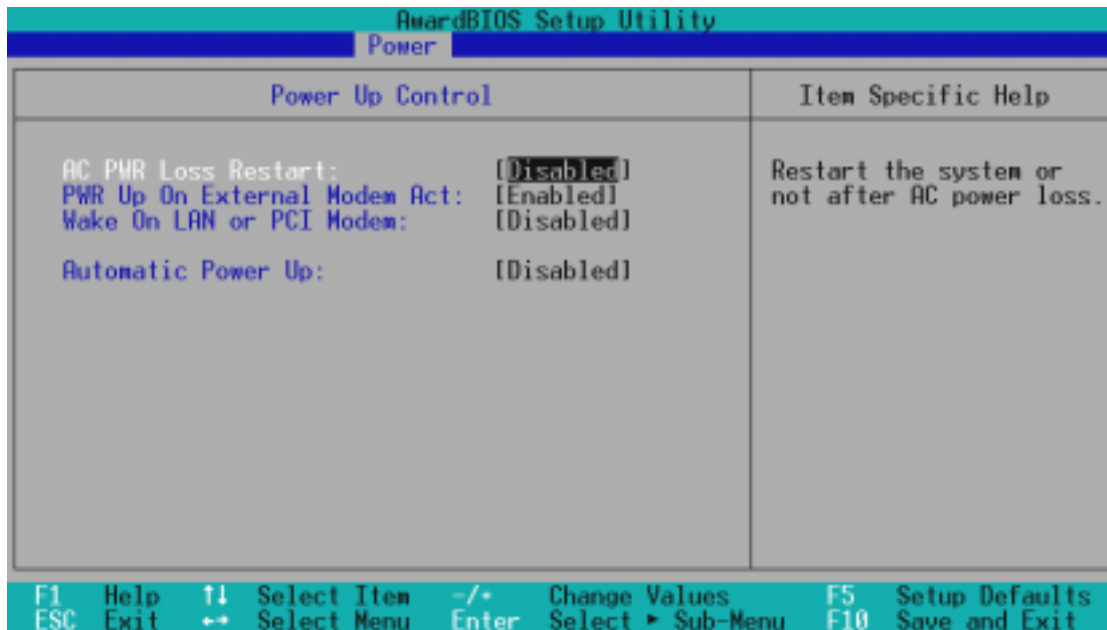 AwardBIOS Setup Utility
Power
Power Up Control
Item Specific Help
AC PWR Loss Restart: [Disabled]
PWR Up On External Modem Act: [Enabled]
Wake On LAN or PCI Modem: [Disabled]
Automatic Power Up: [Disabled]
Restart the system or
not after AC power loss.
F1 Help ↑↓ Select Item -/+ Change Values F5 Setup Defaults
ESC Exit ←→ Select Menu Enter Select ► Sub-Menu F10 Save and Exit